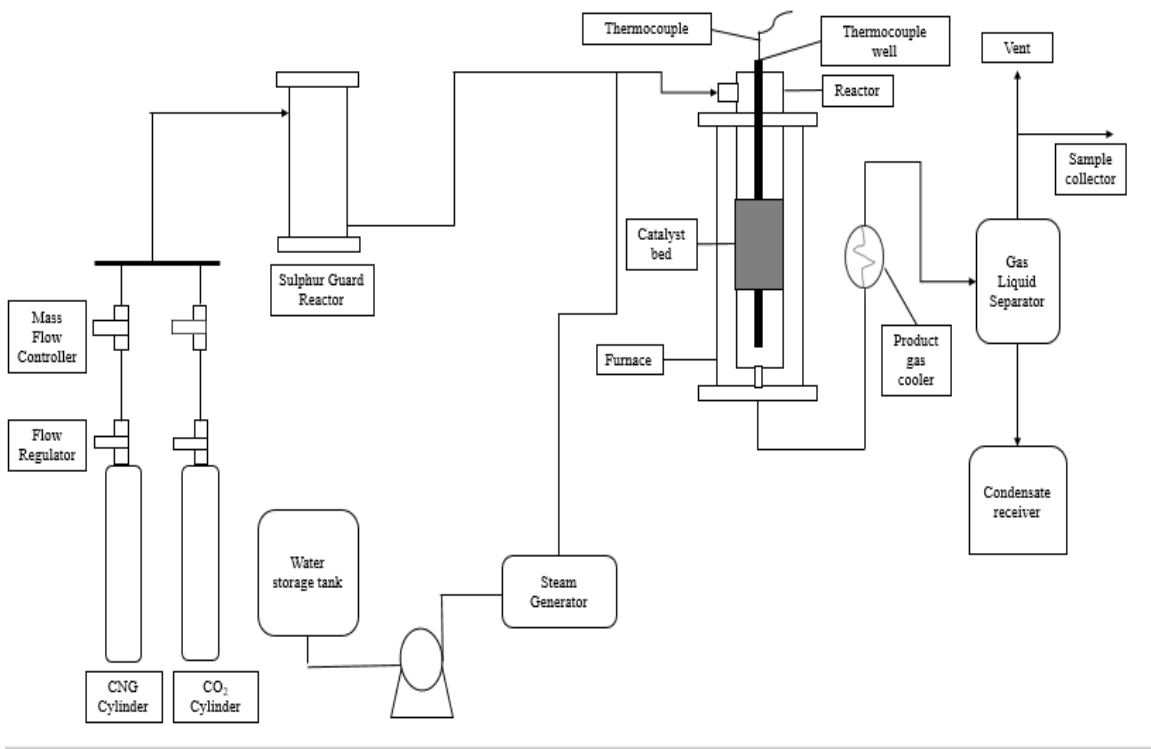 Thermocouple
Thermocouple
well
Vent
Reactor
Sample
collector
Sulphur Guard
Reactor
Catalyst
bed
Gas
Liquid
Separator
Mass
Flow
Controller
Product
gas
cooler
Furnace
Flow
Regulator
Condensate
receiver
Water
storage tank
Steam
Generator
CNG
Cylinder
CO₂
Cylinder